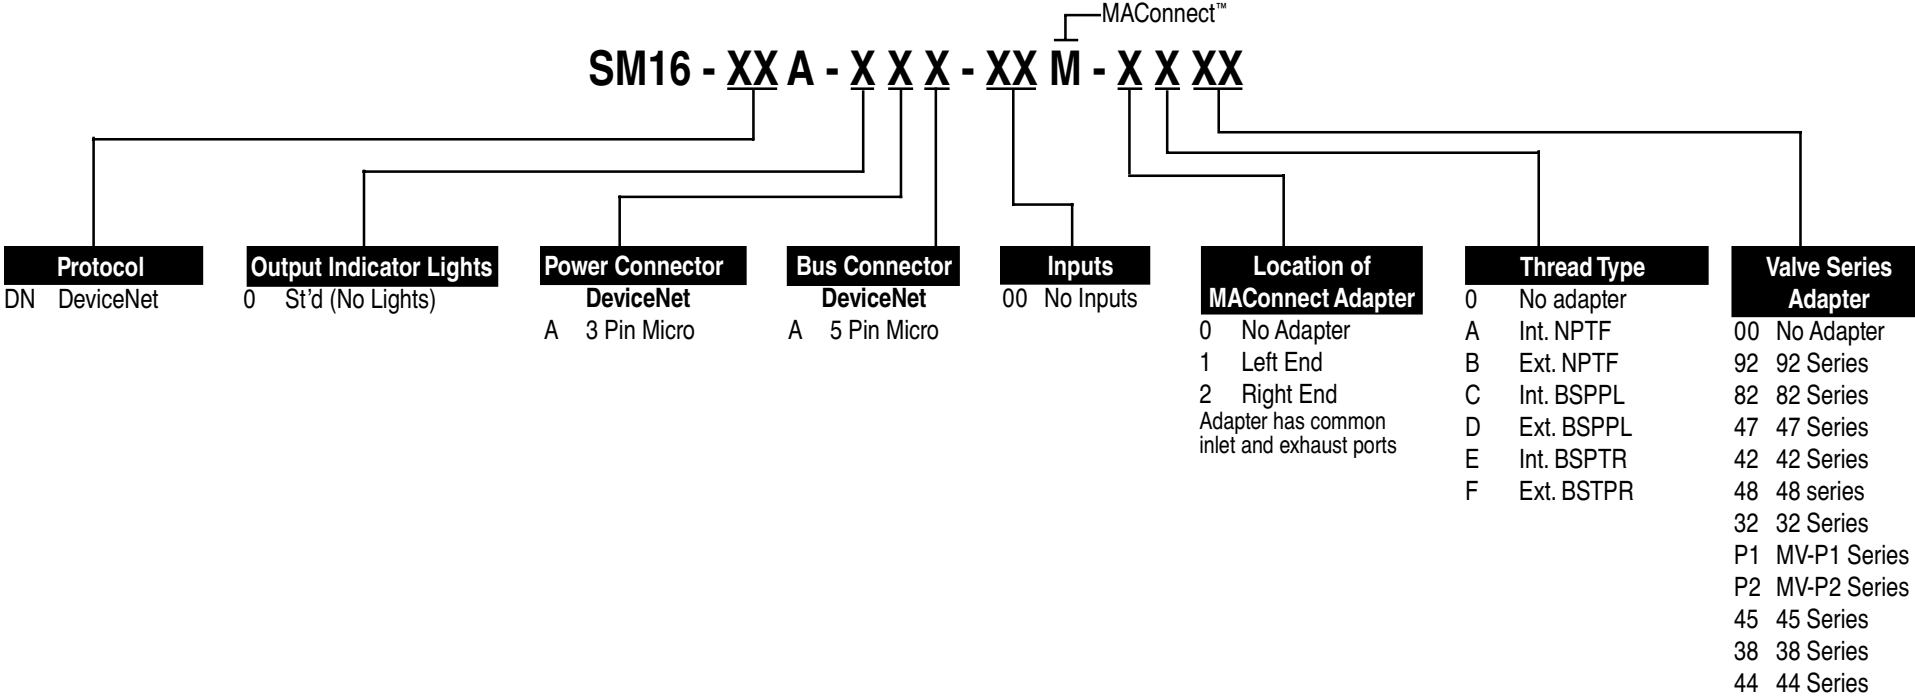 MAConnect™
SM16 - XX A - X X X - XX M - X X XX
Protocol
DN DeviceNet
Output Indicator Lights
0 St'd (No Lights)
Power Connector
DeviceNet
A 3 Pin Micro
Bus Connector
DeviceNet
A 5 Pin Micro
Inputs
00 No Inputs
Location of
MAConnect Adapter
0 No Adapter
1 Left End
2 Right End
Adapter has common
inlet and exhaust ports
Thread Type
0 No adapter
A Int. NPTF
B Ext. NPTF
C Int. BSPPL
D Ext. BSPPL
E Int. BSPTR
F Ext. BSTPR
Valve Series
Adapter
00 No Adapter
92 92 Series
82 82 Series
47 47 Series
42 42 Series
48 48 series
32 32 Series
P1 MV-P1 Series
P2 MV-P2 Series
45 45 Series
38 38 Series
44 44 Series